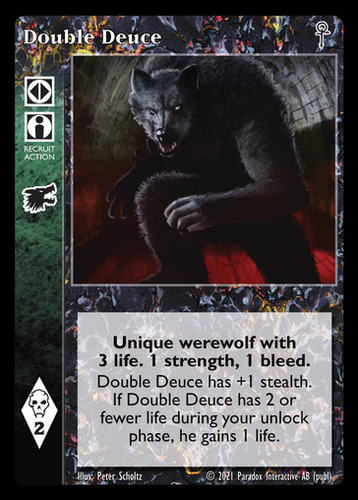 Double Deuce
RECRUIT
ACTION
Unique werewolf with
3 life. 1 strength, 1 bleed.
Double Deuce has +1 stealth.
If Double Deuce has 2 or
fewer life during your unlock
phase, he gains 1 life.
2
Illus: Peter Scholtz
© 2021 Paradox Interactive AB (publ)